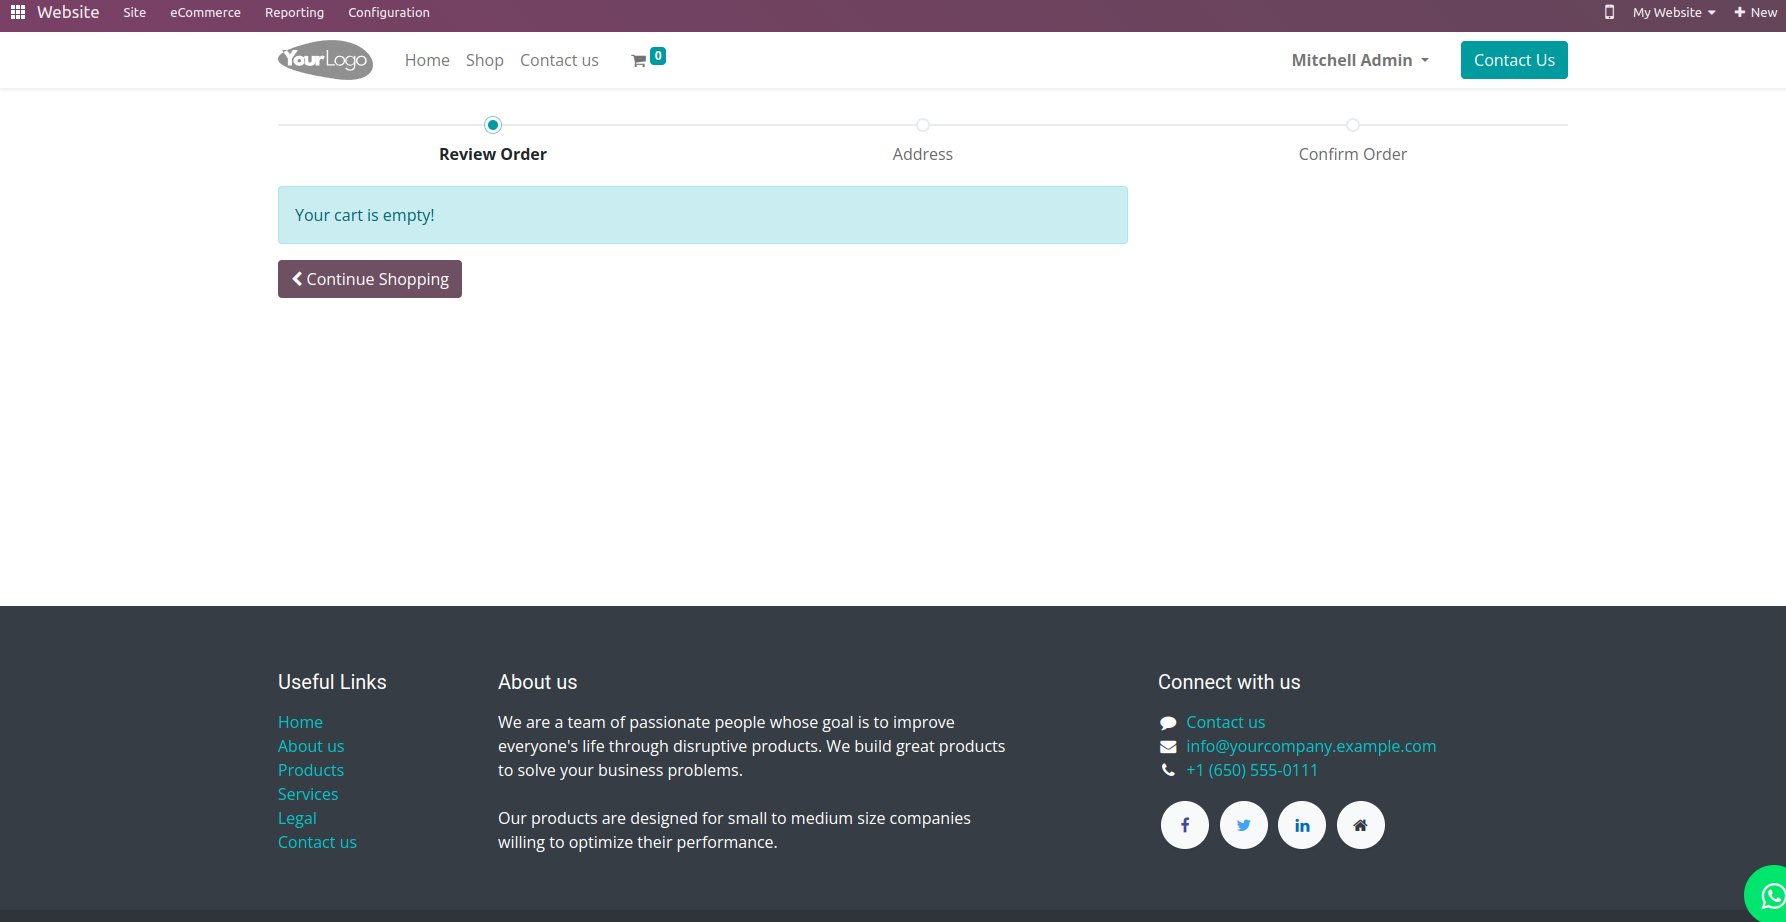 Website Site eCommerce Reporting Configuration My Website New
YourLogo Home Shop Contact us 0 Mitchell Admin Contact Us
Review Order Address Confirm Order
Your cart is empty!
Continue Shopping
Useful Links
Home
About us
Products
Services
Legal
Contact us
About us
We are a team of passionate people whose goal is to improve
everyone's life through disruptive products. We build great products
to solve your business problems.
Our products are designed for small to medium size companies
willing to optimize their performance.
Connect with us
Contact us
info@yourcompany.example.com
+1 (650) 555-0111